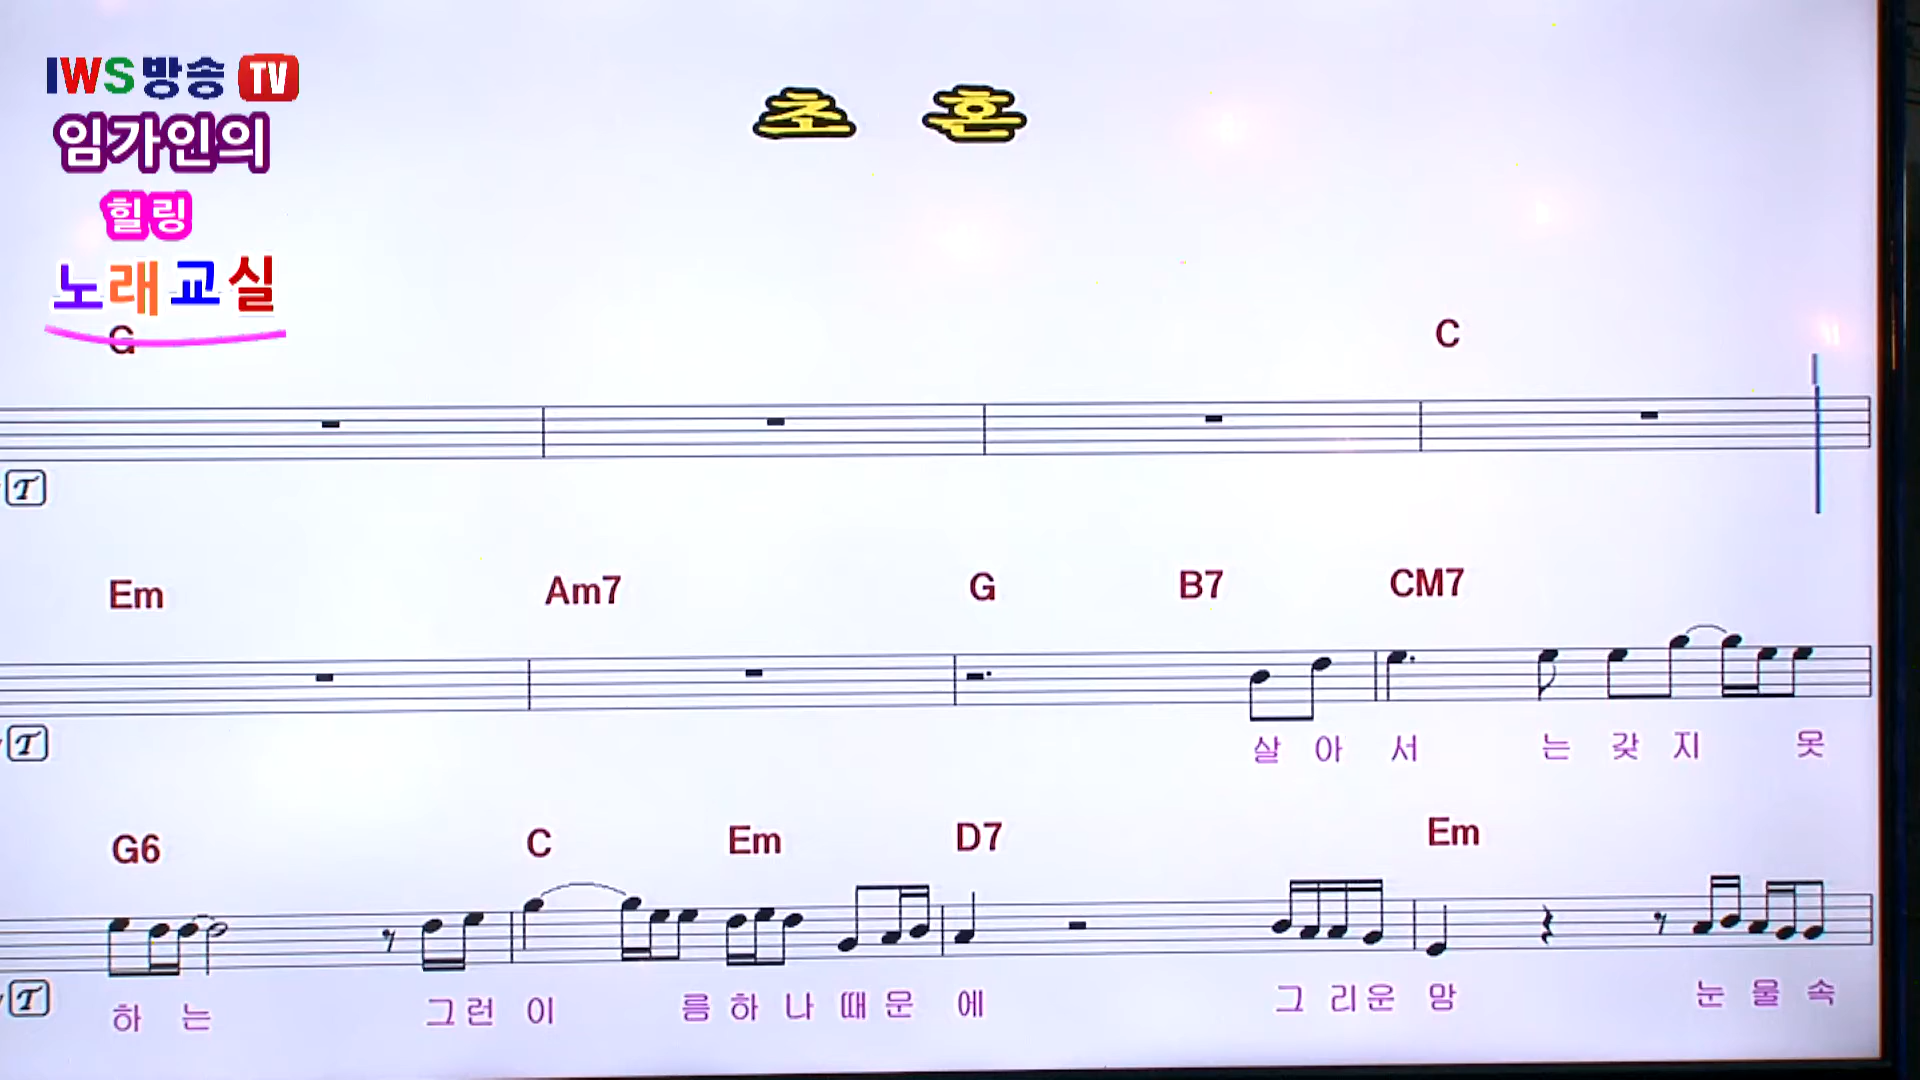 IWS방송 TV
임가인의
힐링
노래교실
초 혼
G C
T
Em Am7 G B7 CM7
살 아 서 는 갖 지 못
T
G6 C Em D7 Em
하 는 그 런 이 름 하 나 때 문 에 그 리 운 맘 눈 물 속
T